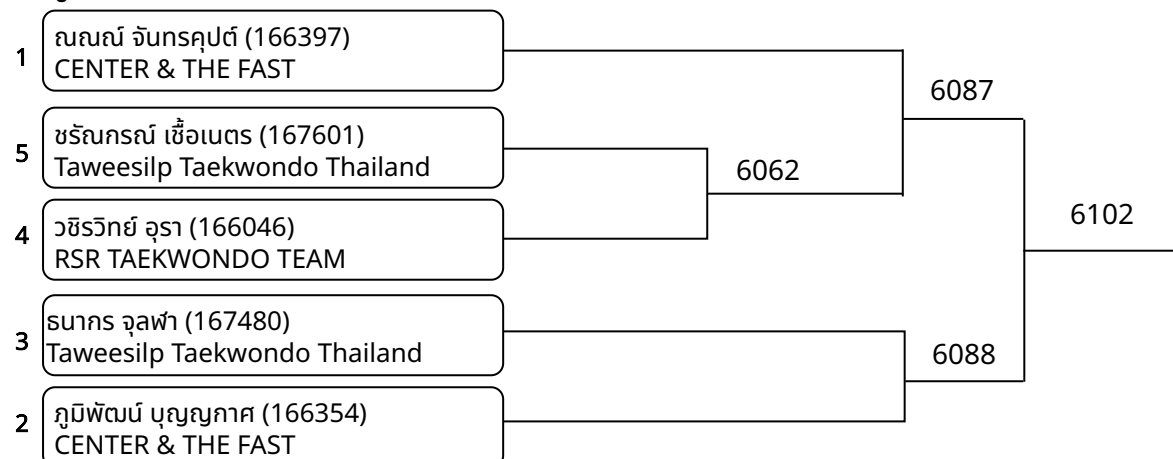 1
ณณณ์ จันทรคุปต์ (166397)
CENTER & THE FAST
6087
5
ชรัณกรณ์ เชื้อเนตร (167601)
Taweesilp Taekwondo Thailand
6062
4
วชิรวิทย์ อุรา (166046)
RSR TAEKWONDO TEAM
6102
3
ธนากร จุลฬา (167480)
Taweesilp Taekwondo Thailand
6088
2
ภูมิพัฒน์ บุญญกาศ (166354)
CENTER & THE FAST